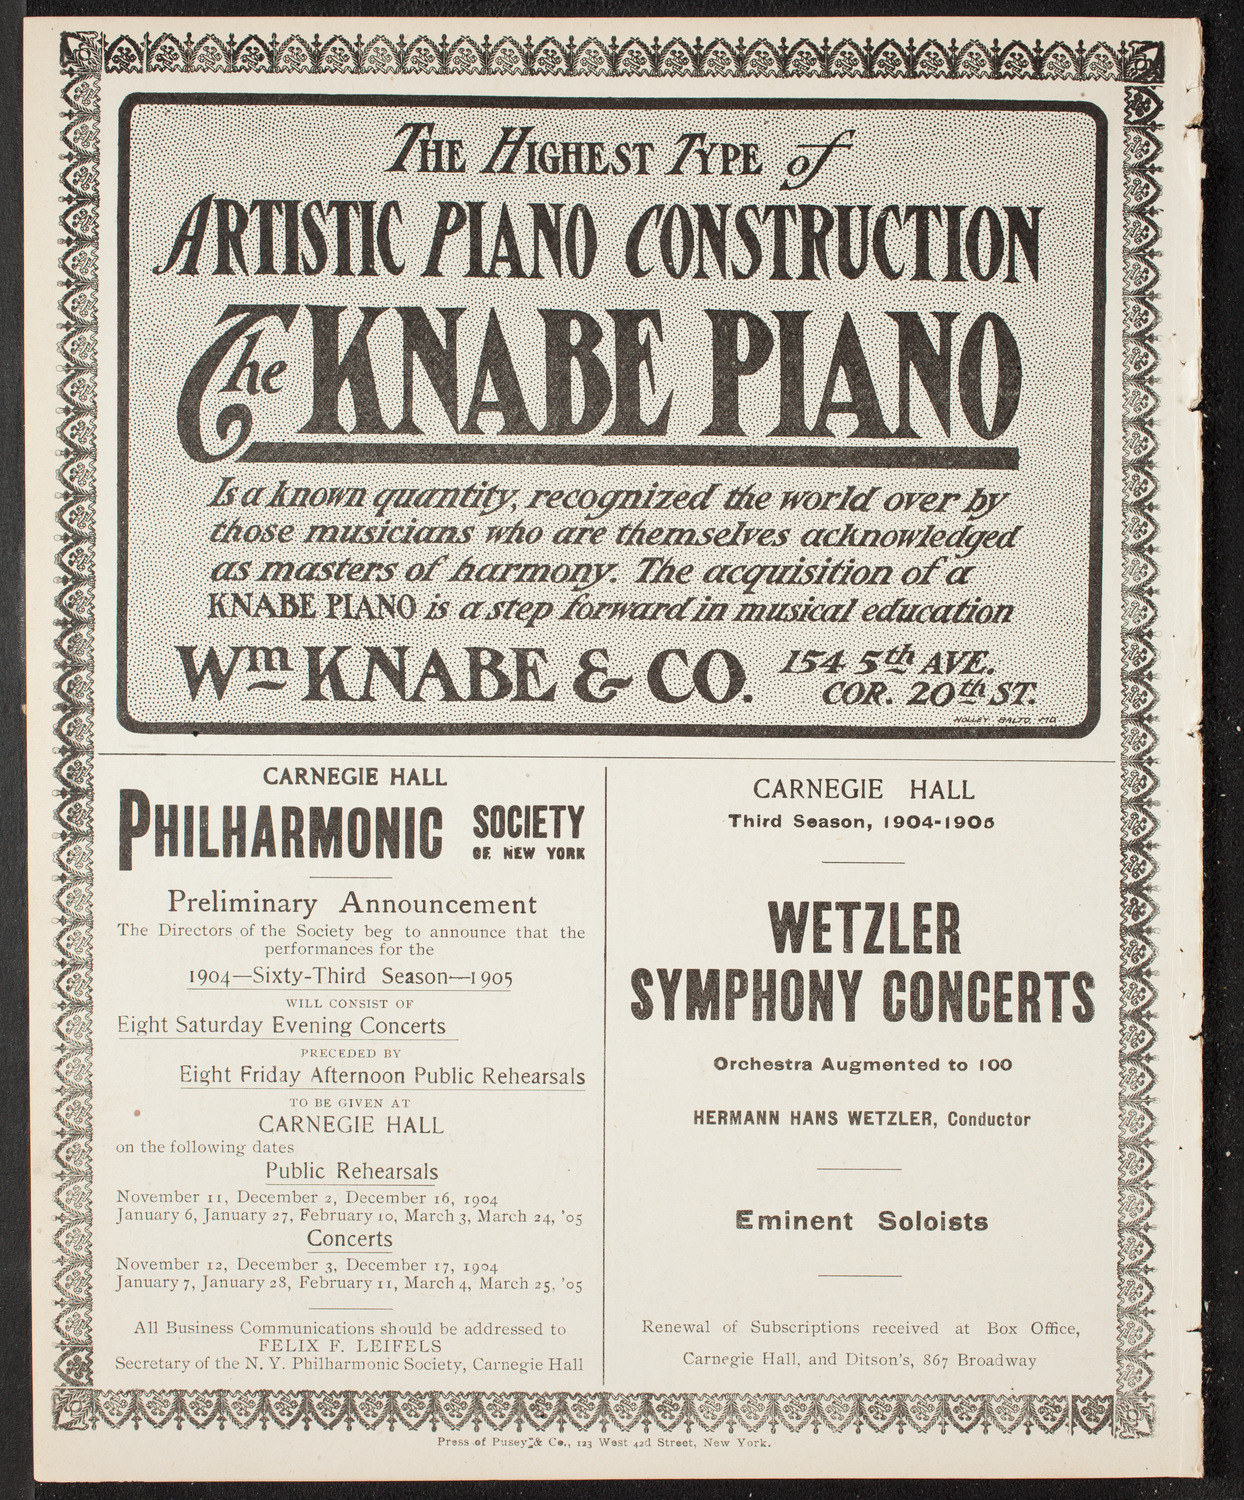 THE HIGHEST TYPE of
ARTISTIC PIANO CONSTRUCTION
The KNABE PIANO
Is a known quantity, recognized the world over by
those musicians who are themselves acknowledged
as masters of harmony. The acquisition of a
KNABE PIANO is a step forward in musical education
Wm KNABE & CO. 154 5th AVE.
COR. 20th ST.
HOLLEY BALTO. MD.
CARNEGIE HALL
PHILHARMONIC SOCIETY
OF NEW YORK
Preliminary Announcement
The Directors of the Society beg to announce that the
performances for the
1904—Sixty-Third Season—1905
WILL CONSIST OF
Eight Saturday Evening Concerts
PRECEDED BY
Eight Friday Afternoon Public Rehearsals
TO BE GIVEN AT
CARNEGIE HALL
on the following dates
Public Rehearsals
November 11, December 2, December 16, 1904
January 6, January 27, February 10, March 3, March 24, '05
Concerts
November 12, December 3, December 17, 1904
January 7, January 28, February 11, March 4, March 25, '05
All Business Communications should be addressed to
FELIX F. LEIFELS
Secretary of the N. Y. Philharmonic Society, Carnegie Hall
CARNEGIE HALL
Third Season, 1904-1905
WETZLER
SYMPHONY CONCERTS
Orchestra Augmented to 100
HERMANN HANS WETZLER, Conductor
Eminent Soloists
Renewal of Subscriptions received at Box Office,
Carnegie Hall, and Ditson's, 867 Broadway
Press of Pusey & Co., 123 West 42d Street, New York.